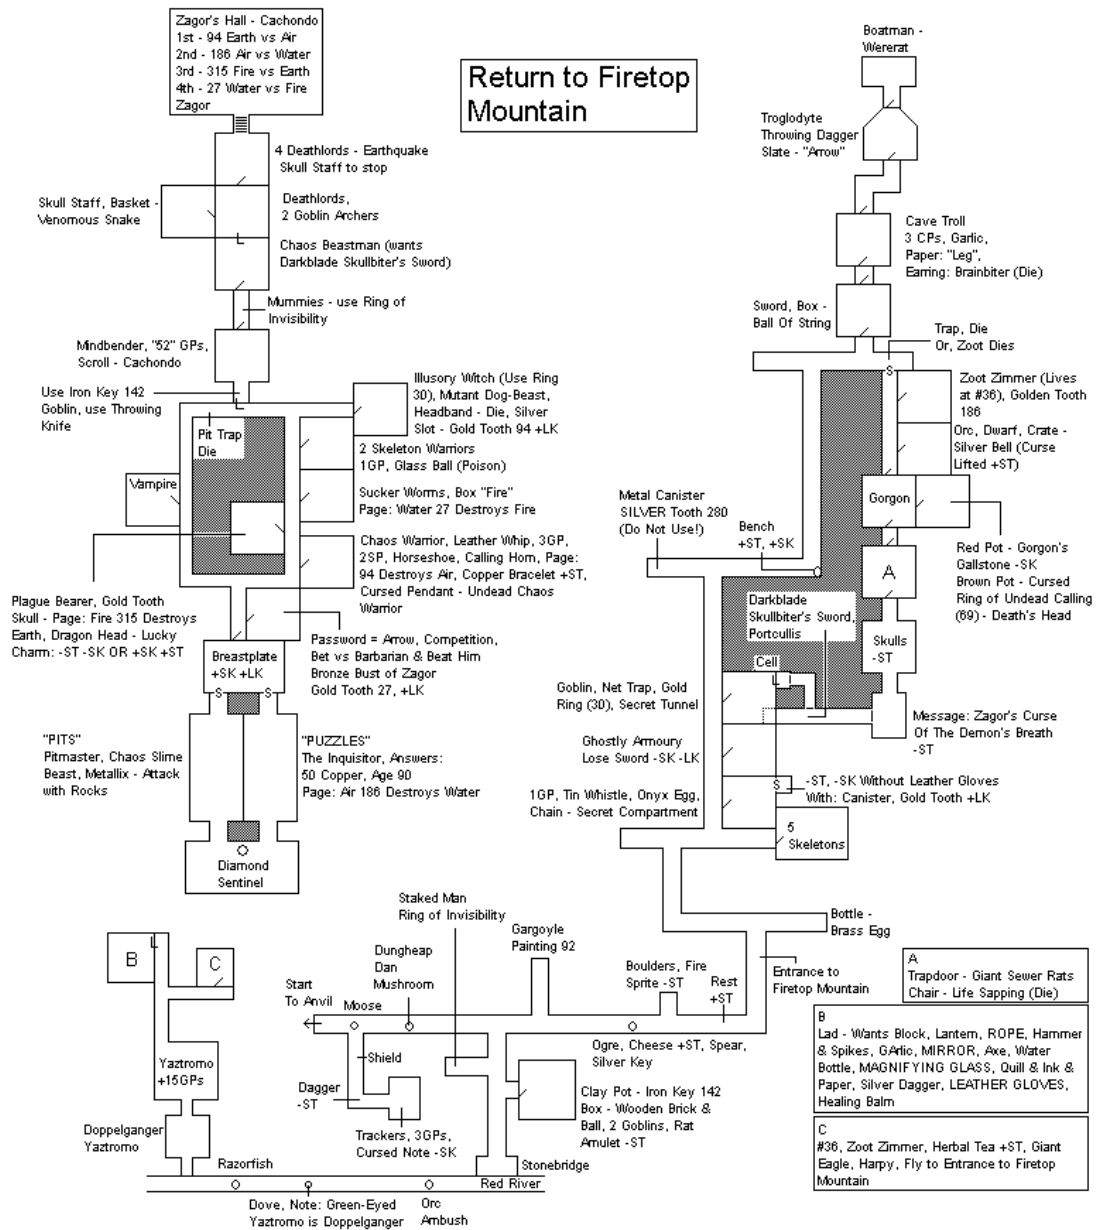 Zagor's Hall - Cachondo
1st - 94 Earth vs Air
2nd - 186 Air vs Water
3rd - 315 Fire vs Earth
4th - 27 Water vs Fire
Zagor
Return to Firetop
Mountain
Boatman -
Wererat
Troglodyte
Throwing Dagger
Slate - "Arrow"
4 Deathlords - Earthquake
Skull Staff to stop
Skull Staff, Basket -
Venomous Snake
Deathlords,
2 Goblin Archers
Chaos Beastman (wants
Darkblade Skullbiter's Sword)
Cave Troll
3 CPs, Garlic,
Paper: "Leg",
Earring: Brainbiter (Die)
Mummies - use Ring of
Invisibility
Sword, Box -
Ball Of String
Mindbender, "52" GPs,
Scroll - Cachondo
Trap, Die
Or, Zoot Dies
Use Iron Key 142
Goblin, use Throwing
Knife
Illusory Witch (Use Ring
30), Mutant Dog-Beast,
Headband - Die, Silver
Slot - Gold Tooth 94 +LK
S
Zoot Zimmer (Lives
at #36), Golden Tooth
186
Pit Trap
Die
2 Skeleton Warriors
1GP, Glass Ball (Poison)
Orc, Dwarf, Crate -
Silver Bell (Curse
Lifted +ST)
Vampire
Sucker Worms, Box "Fire"
Page: Water 27 Destroys Fire
Metal Canister
SILVER Tooth 280
(Do Not Use!)
Gorgon
Bench
+ST, +SK
Chaos Warrior, Leather Whip, 3GP,
2SP, Horseshoe, Calling Horn, Page:
94 Destroys Air, Copper Bracelet +ST,
Cursed Pendant - Undead Chaos
Warrior
Red Pot - Gorgon's
Gallstone -SK
Brown Pot - Cursed
Ring of Undead Calling
(69) - Death's Head
A
Plague Bearer, Gold Tooth
Skull - Page: Fire 315 Destroys
Earth, Dragon Head - Lucky
Charm: -ST -SK OR +SK +ST
Darkblade
Skullbiter's Sword,
Portcullis
Skulls
-ST
Password = Arrow, Competition,
Bet vs Barbarian & Beat Him
Bronze Bust of Zagor
Gold Tooth 27, +LK
Breastplate
+SK +LK
S S
Cell
Goblin, Net Trap, Gold
Ring (30), Secret Tunnel
Message: Zagor's Curse
Of The Demon's Breath
-ST
"PITS"
Pitmaster, Chaos Slime
Beast, Metallix - Attack
with Rocks
"PUZZLES"
The Inquisitor, Answers:
50 Copper, Age 90
Page: Air 186 Destroys Water
Ghostly Armoury
Lose Sword -SK -LK
S
-ST, -SK Without Leather Gloves
With: Canister, Gold Tooth +LK
1GP, Tin Whistle, Onyx Egg,
Chain - Secret Compartment
5
Skeletons
Diamond
Sentinel
Staked Man
Ring of Invisibility
Bottle -
Brass Egg
B
C
Gargoyle
Painting 92
Dungheap
Dan
Mushroom
Boulders, Fire
Sprite -ST
Rest
+ST
Entrance to
Firetop Mountain
Start
To Anvil
Moose
A
Trapdoor - Giant Sewer Rats
Chair - Life Sapping (Die)
Yaztromo
+15GPs
Shield
Ogre, Cheese +ST, Spear,
Silver Key
B
Lad - Wants Block, Lantern, ROPE, Hammer
& Spikes, GArlic, MIRROR, Axe, Water
Bottle, MAGNIFYING GLASS, Quill & Ink &
Paper, Silver Dagger, LEATHER GLOVES,
Healing Balm
Dagger
-ST
Clay Pot - Iron Key 142
Box - Wooden Brick &
Ball, 2 Goblins, Rat
Amulet -ST
Doppelganger
Yaztromo
Trackers, 3GPs,
Cursed Note -SK
C
#36, Zoot Zimmer, Herbal Tea +ST, Giant
Eagle, Harpy, Fly to Entrance to Firetop
Mountain
Razorfish
Stonebridge
Red River
Dove, Note: Green-Eyed
Yaztromo is Doppelganger
Orc
Ambush